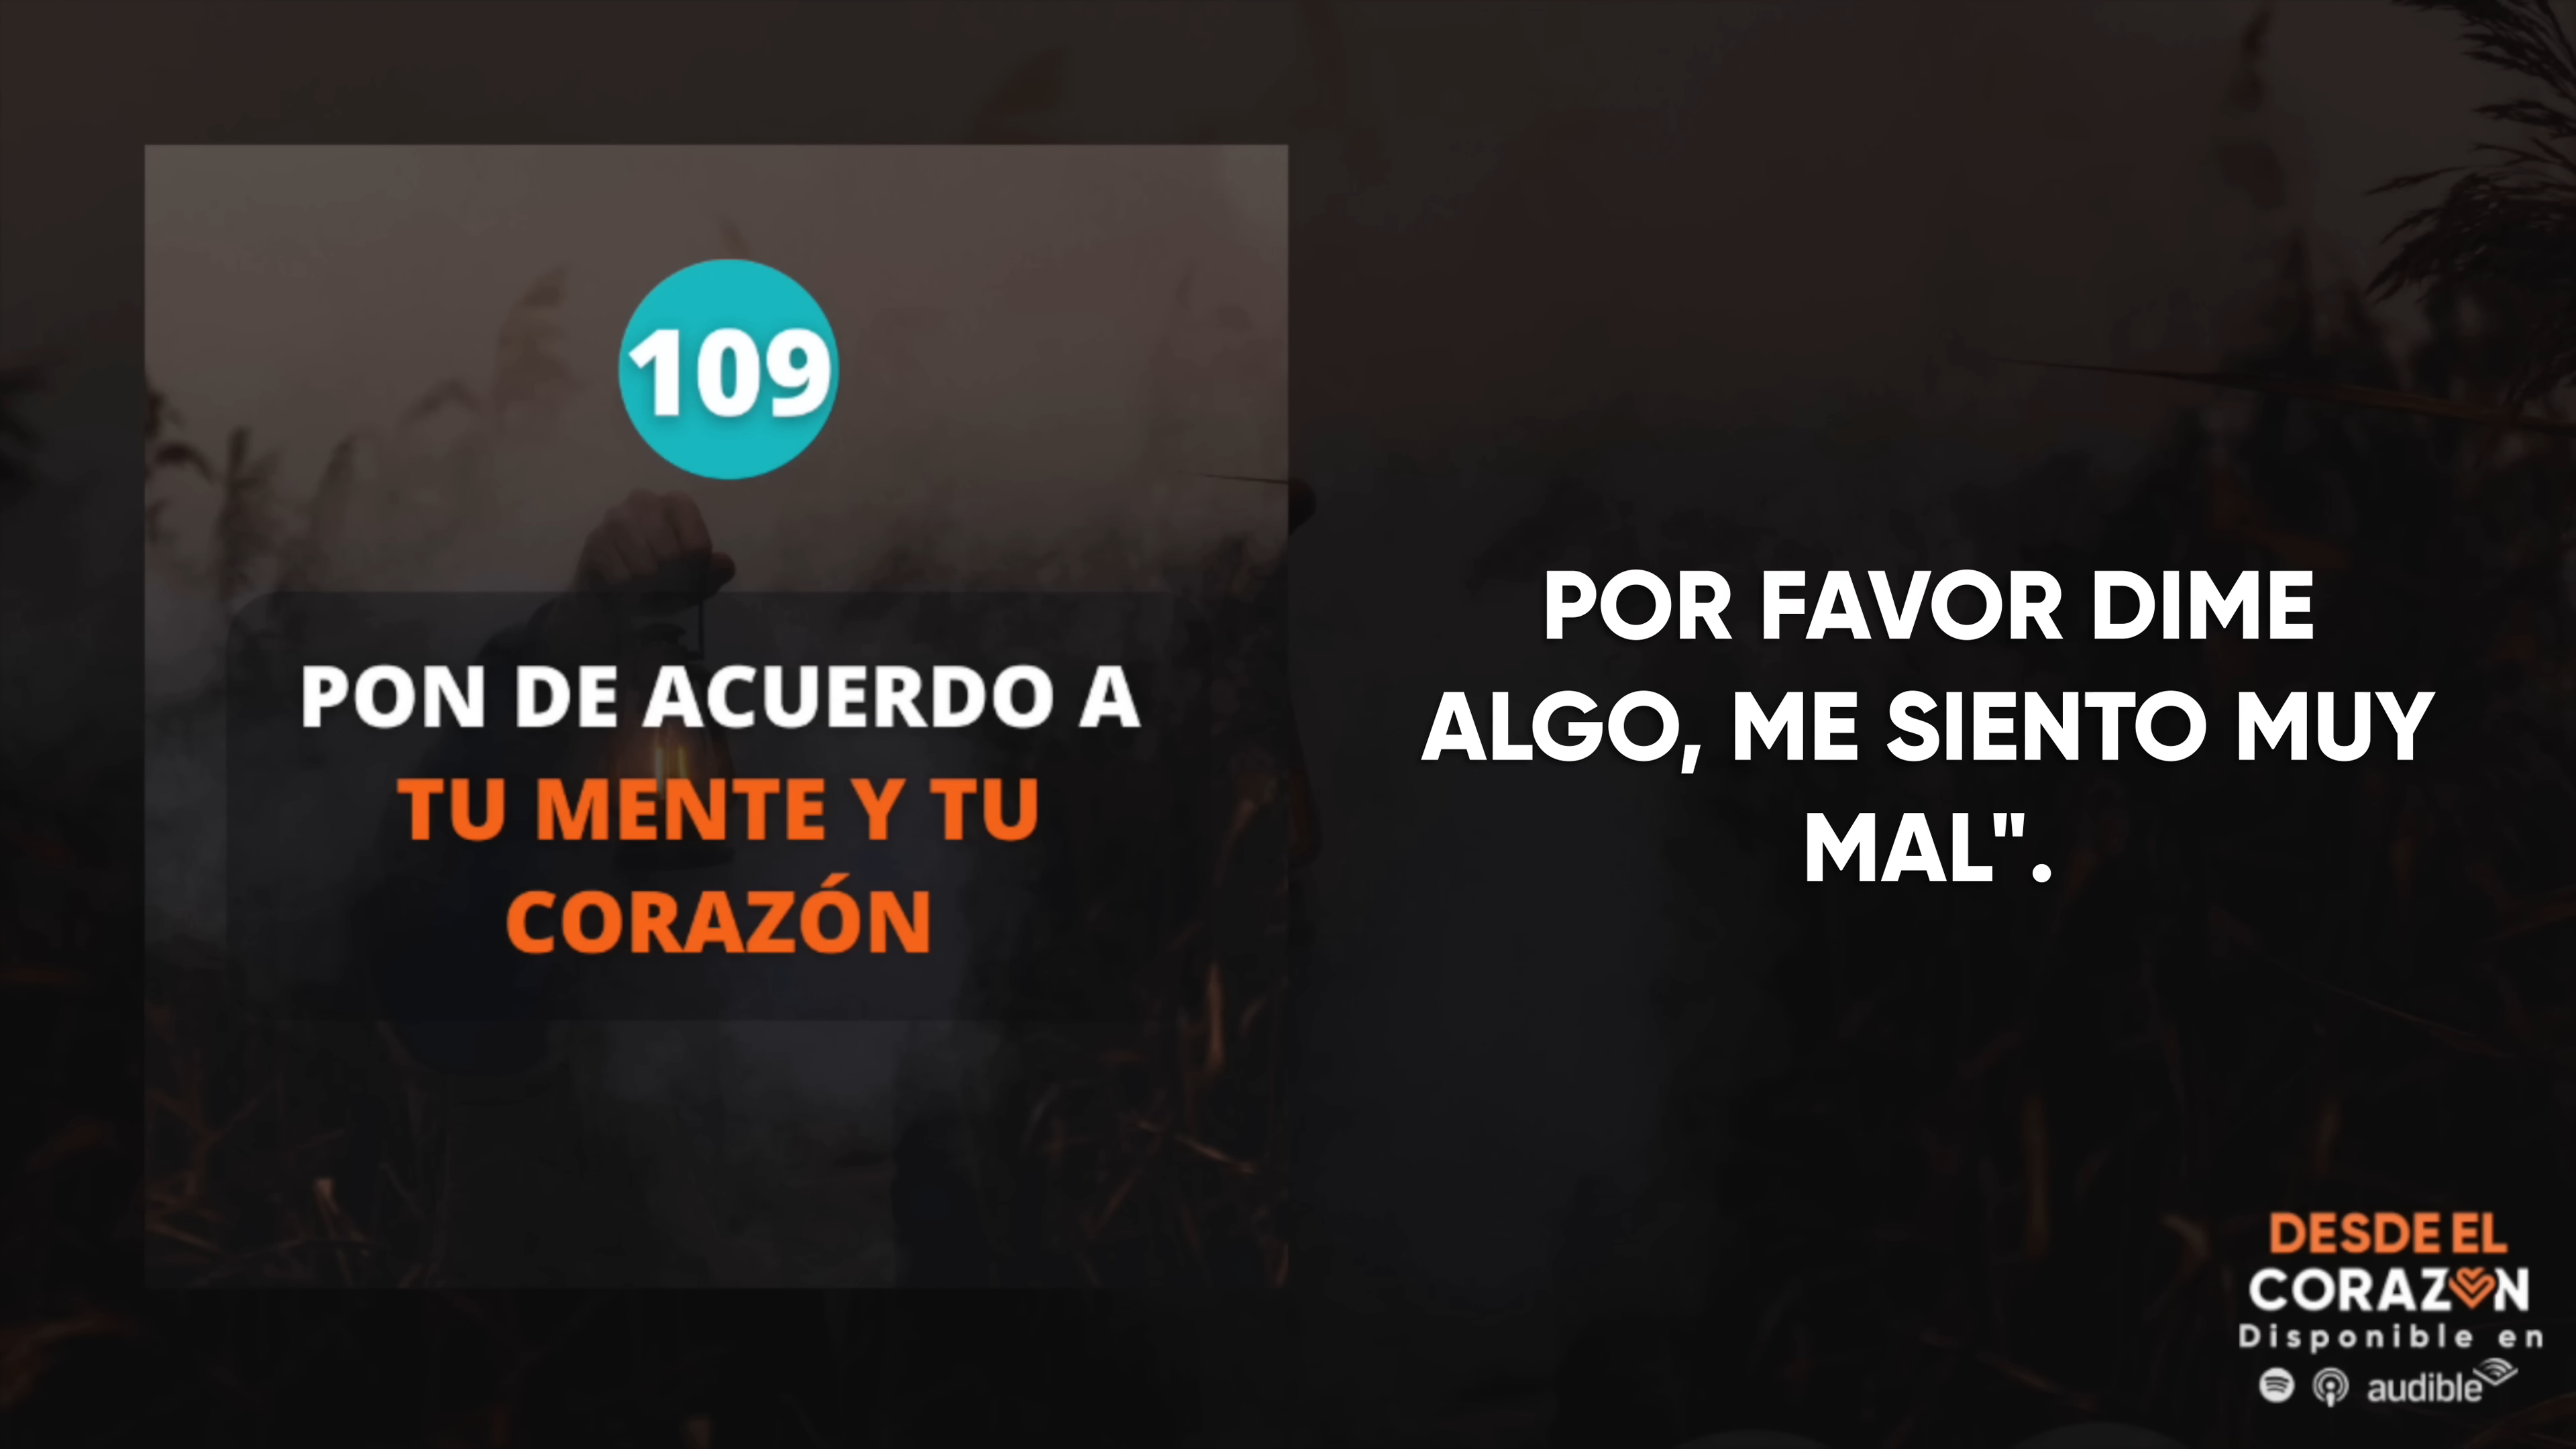 109
PON DE ACUERDO A
TU MENTE Y TU
CORAZÓN
POR FAVOR DIME
ALGO, ME SIENTO MUY
MAL".
DESDE EL
CORAZÓN
Disponible en
audible